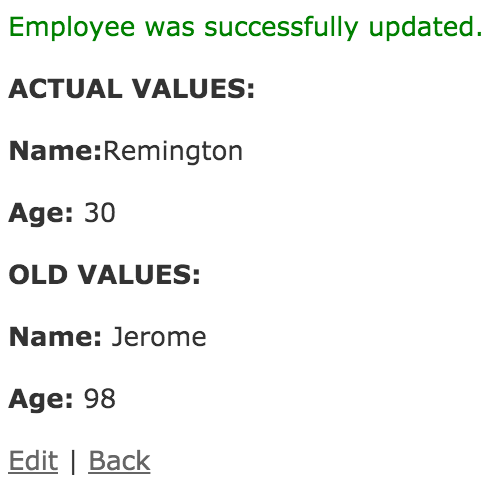 Employee was successfully updated.
ACTUAL VALUES:
Name:Remington
Age: 30
OLD VALUES:
Name: Jerome
Age: 98
Edit | Back